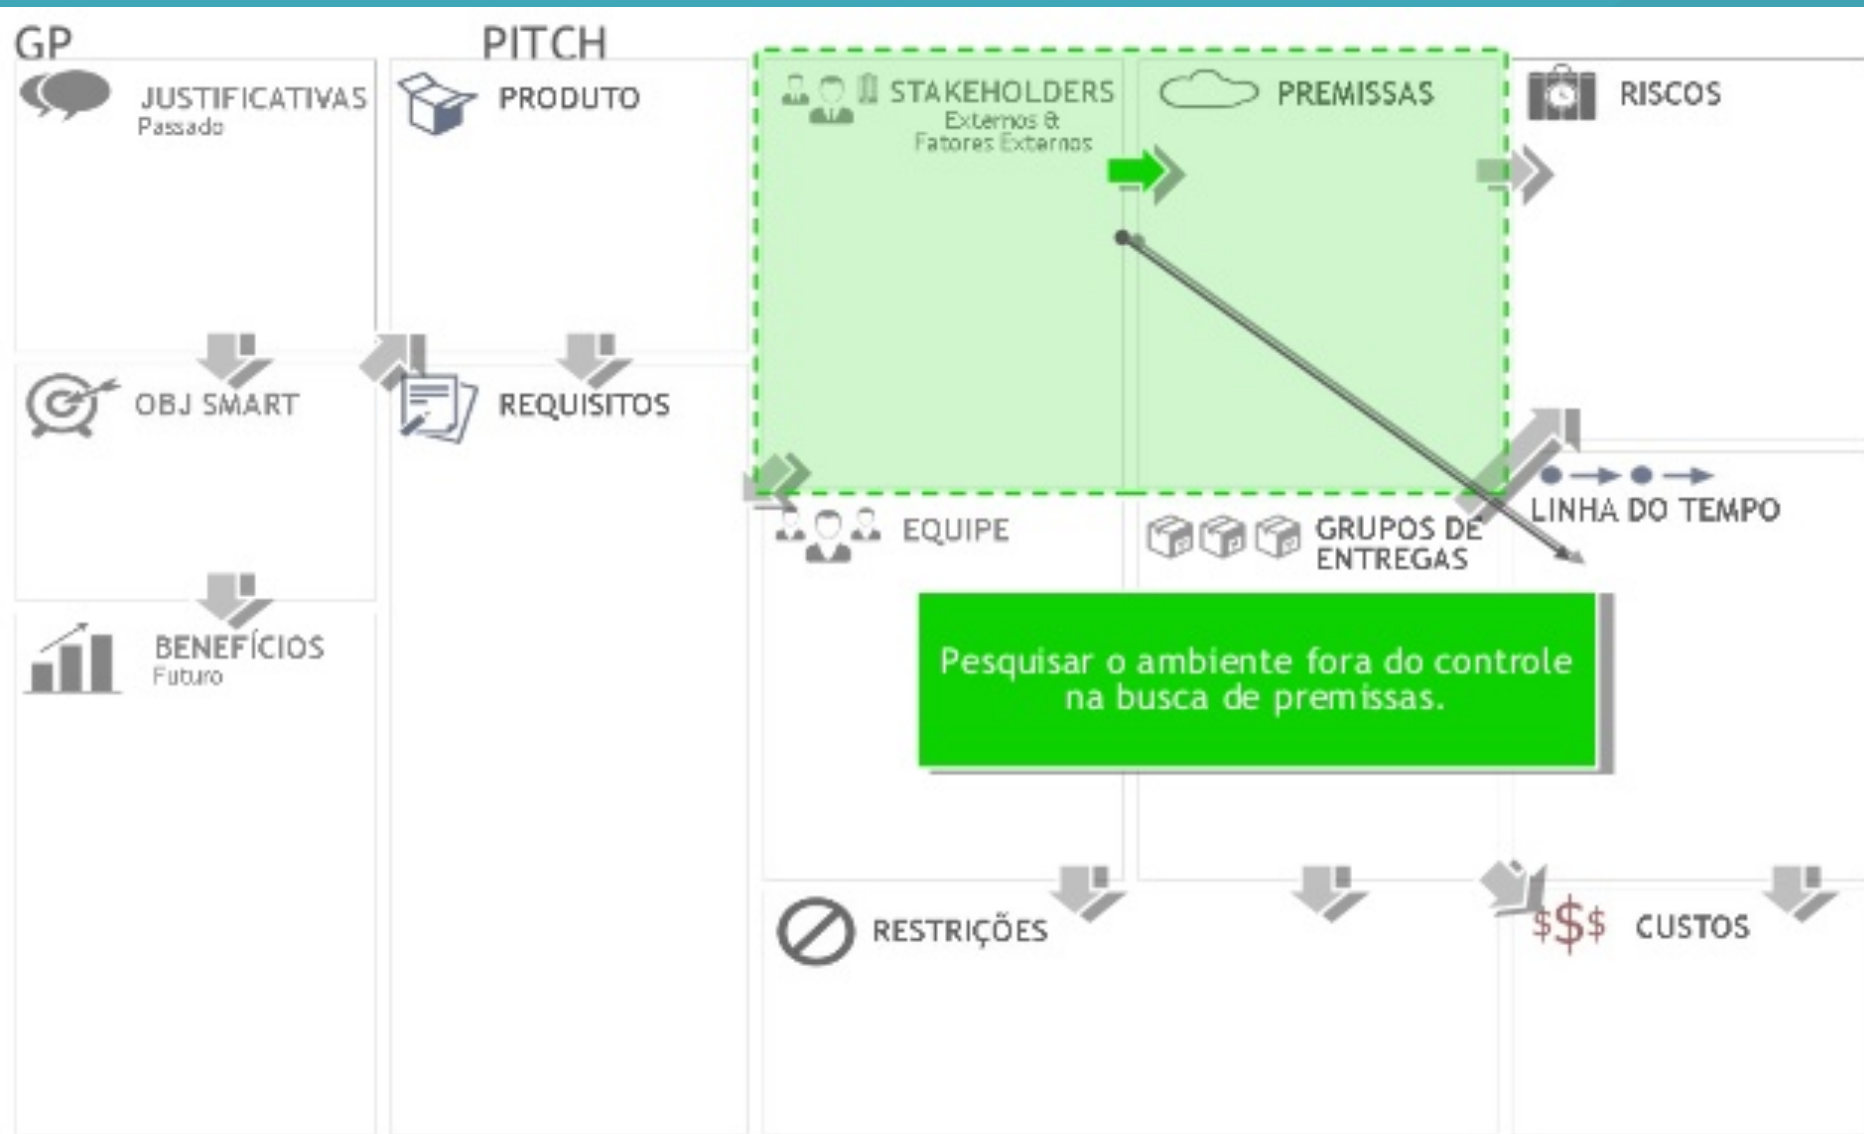 GP
PITCH
JUSTIFICATIVAS
Passado
PRODUTO
STAKEHOLDERS
Externos &
Fatores Externos
PREMISSAS
RISCOS
OBJ SMART
REQUISITOS
EQUIPE
GRUPOS DE
ENTREGAS
LINHA DO TEMPO
BENEFÍCIOS
Futuro
Pesquisar o ambiente fora do controle
na busca de premissas.
RESTRIÇÕES
$$$
CUSTOS